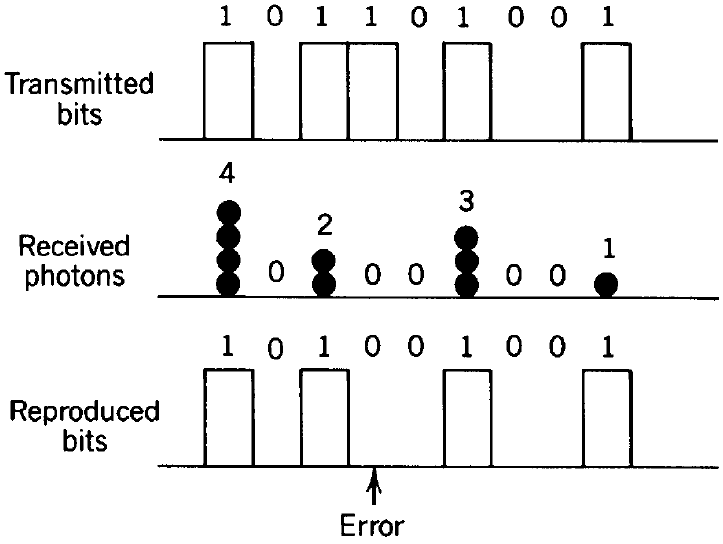 1 0 1 1 0 1 0 0 1
Transmitted
bits
4 0 2 0 0 3 0 0 1
Received
photons
1 0 1 0 0 1 0 0 1
Reproduced
bits
Error